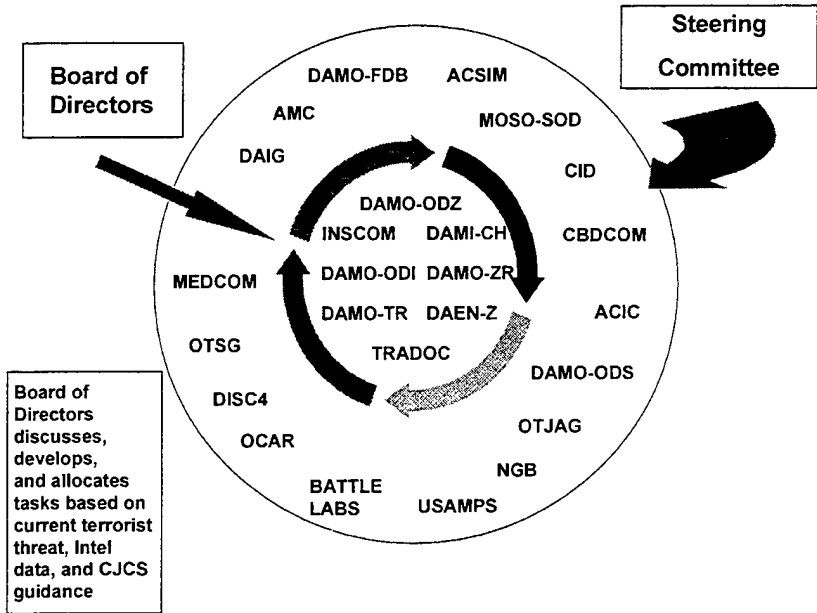 Steering
Committee
Board of
Directors
DAMO-FDB
ACSIM
AMC
MOSO-SOD
DAIG
CID
DAMO-ODZ
INSCOM
DAMI-CH
CBDCOM
MEDCOM
DAMO-ODI
DAMO-ZR
DAMO-TR
DAEN-Z
ACIC
OTSG
TRADOC
DAMO-ODS
DISC4
OTJAG
OCAR
NGB
BATTLE
LABS
USAMPS
Board of
Directors
discusses,
develops,
and allocates
tasks based on
current terrorist
threat, Intel
data, and CJCS
guidance